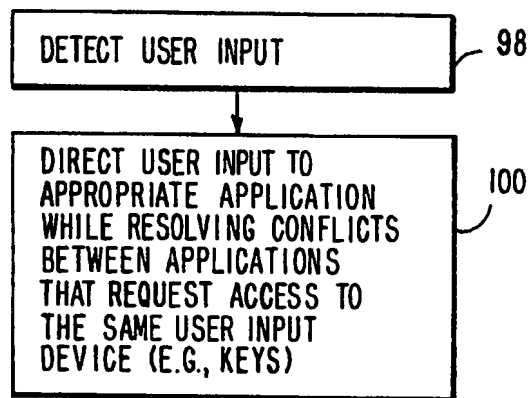 DETECT USER INPUT
98
DIRECT USER INPUT TO
APPROPRIATE APPLICATION
WHILE RESOLVING CONFLICTS
BETWEEN APPLICATIONS
THAT REQUEST ACCESS TO
THE SAME USER INPUT
DEVICE (E.G., KEYS)
100